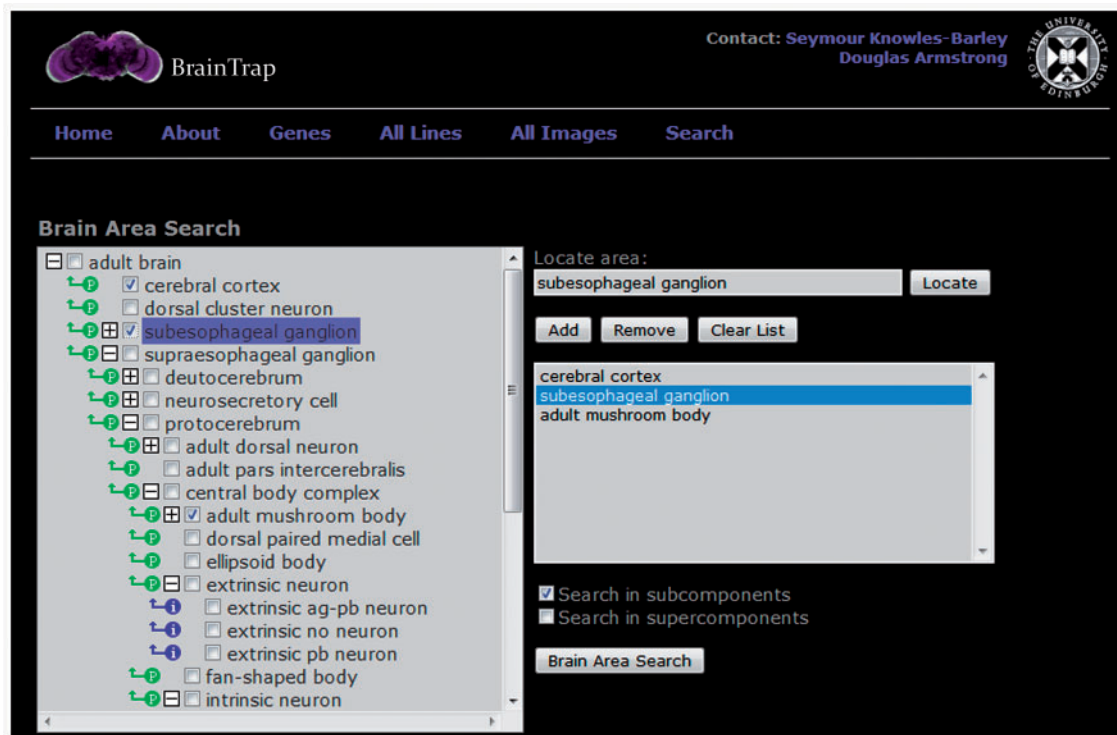 BrainTrap
Contact: Seymour Knowles-Barley
Douglas Armstrong
THE UNIVERSITY OF EDINBURGH
Home About Genes All Lines All Images Search
Brain Area Search
adult brain
P cerebral cortex
P dorsal cluster neuron
P subesophageal ganglion
P supraesophageal ganglion
P deutocerebrum
P neurosecretory cell
P protocerebrum
P adult dorsal neuron
P adult pars intercerebralis
P central body complex
P adult mushroom body
P dorsal paired medial cell
P ellipsoid body
P extrinsic neuron
i extrinsic ag-pb neuron
i extrinsic no neuron
i extrinsic pb neuron
P fan-shaped body
P intrinsic neuron
Locate area:
subesophageal ganglion Locate
Add Remove Clear List
cerebral cortex
subesophageal ganglion
adult mushroom body
Search in subcomponents
Search in supercomponents
Brain Area Search